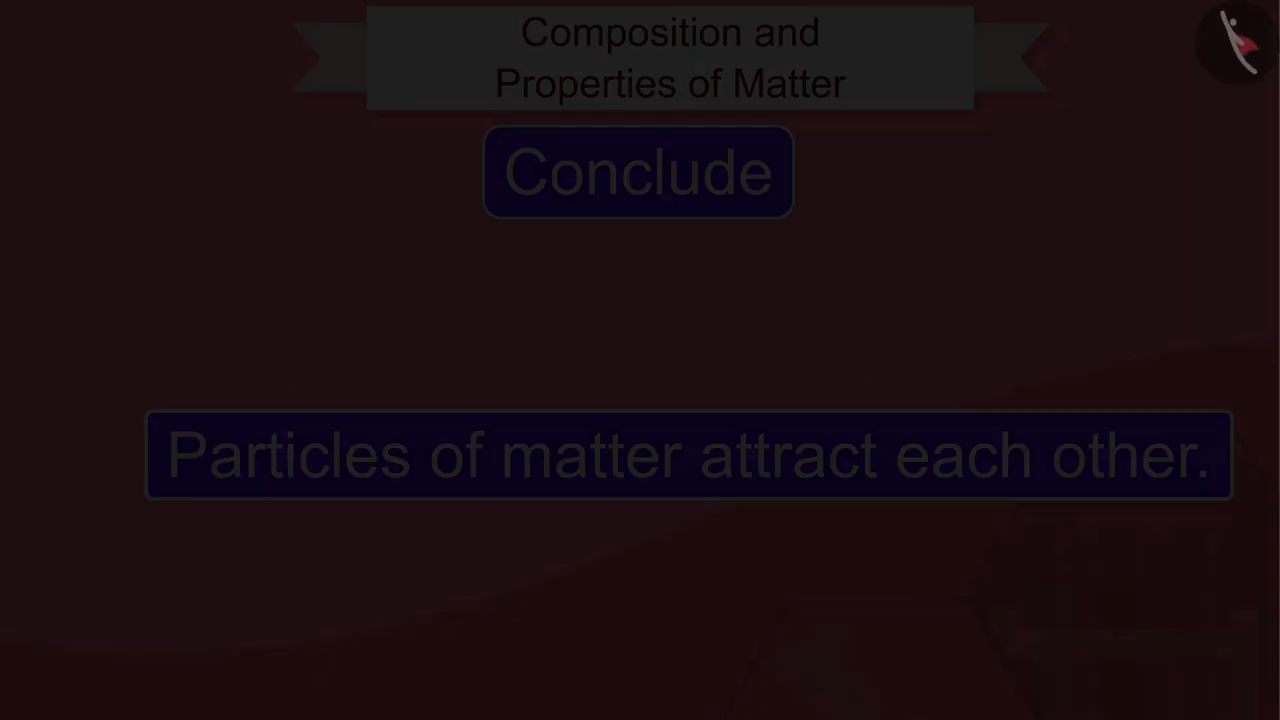 Composition and
Properties of Matter
Conclude
Particles of matter attract each other.